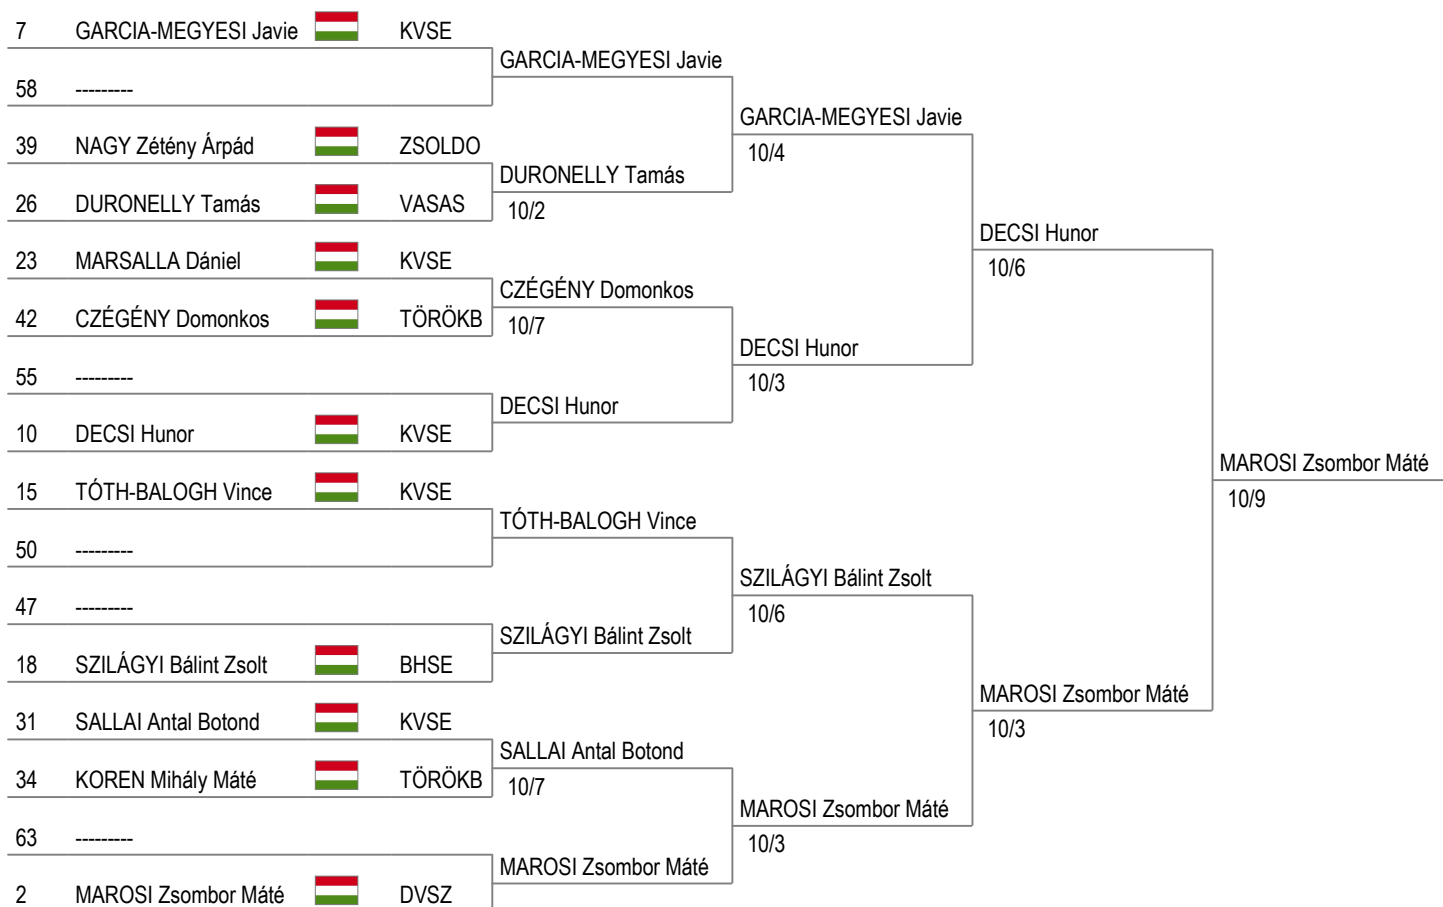 7 GARCIA-MEGYESI Javie KVSE
GARCIA-MEGYESI Javie
58 ---------
GARCIA-MEGYESI Javie
10/4
39 NAGY Zétény Árpád ZSOLDO
DURONELLY Tamás
10/2
26 DURONELLY Tamás VASAS
DECSI Hunor
10/6
23 MARSALLA Dániel KVSE
CZÉGÉNY Domonkos
10/7
42 CZÉGÉNY Domonkos TÖRÖKB
DECSI Hunor
10/3
55 ---------
DECSI Hunor
10 DECSI Hunor KVSE
MAROSI Zsombor Máté
10/9
15 TÓTH-BALOGH Vince KVSE
TÓTH-BALOGH Vince
50 ---------
SZILÁGYI Bálint Zsolt
10/6
47 ---------
SZILÁGYI Bálint Zsolt
18 SZILÁGYI Bálint Zsolt BHSE
MAROSI Zsombor Máté
10/3
31 SALLAI Antal Botond KVSE
SALLAI Antal Botond
10/7
34 KOREN Mihály Máté TÖRÖKB
MAROSI Zsombor Máté
10/3
63 ---------
MAROSI Zsombor Máté
2 MAROSI Zsombor Máté DVSZ